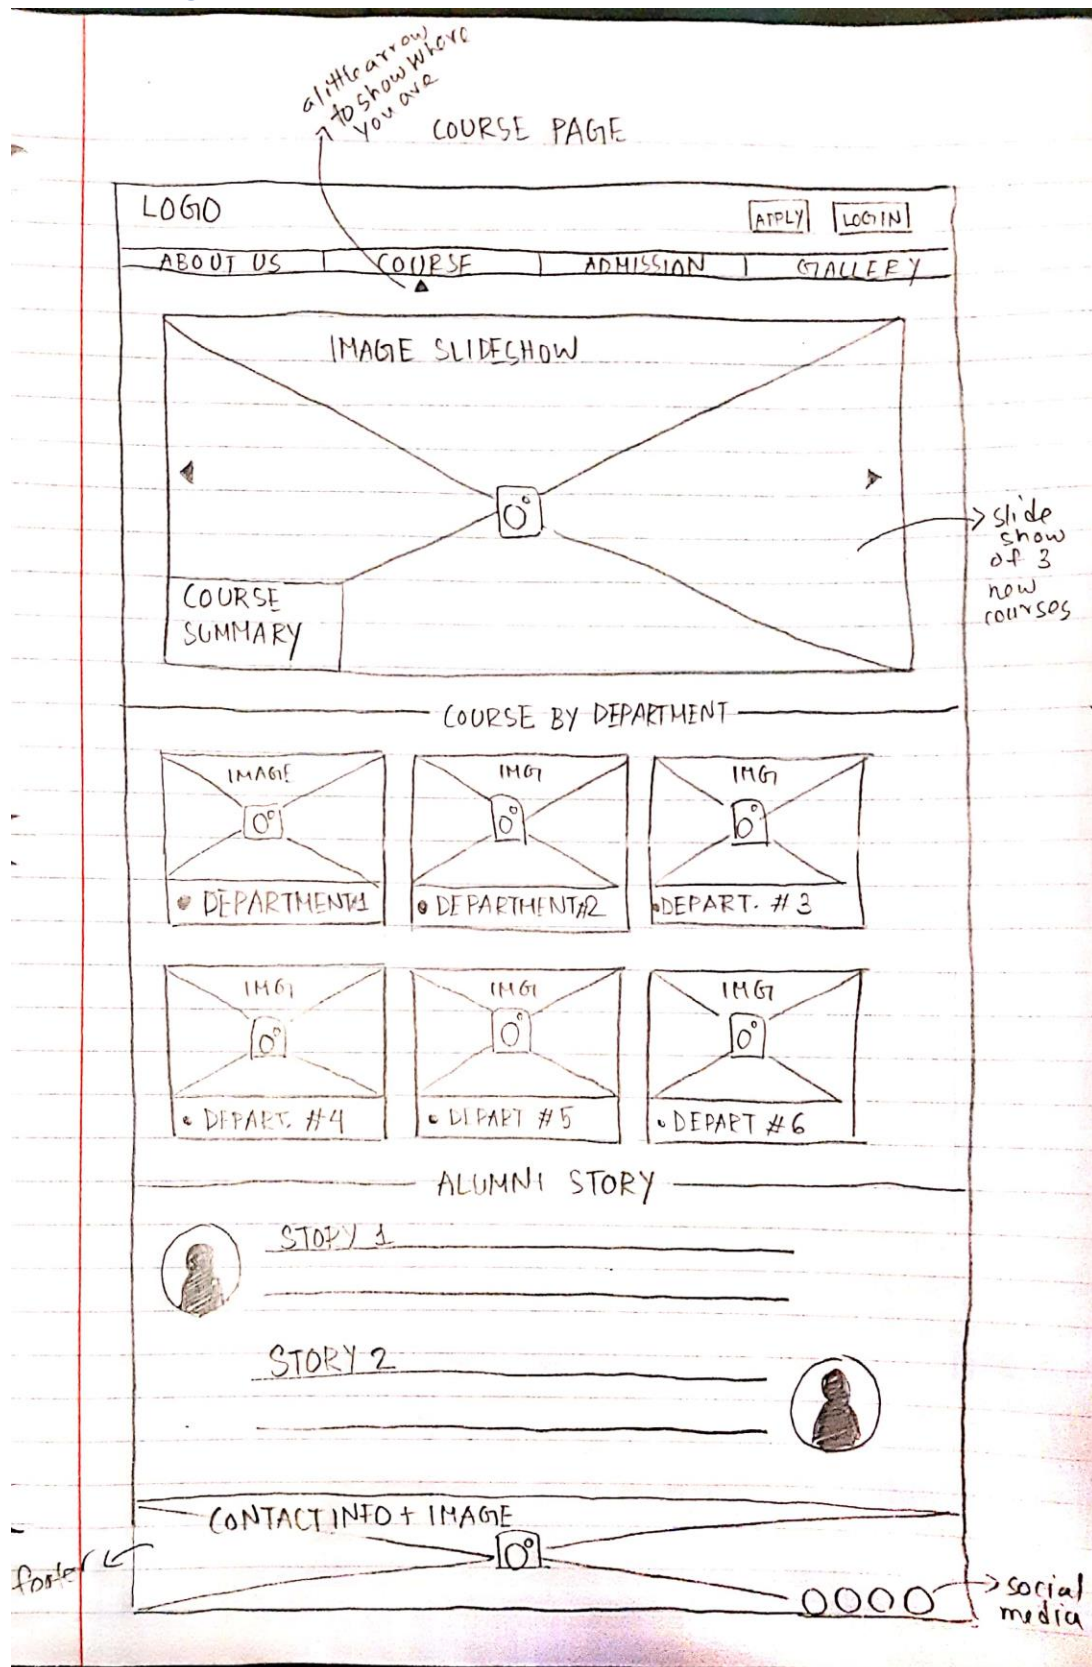 a little arrow
to show where
you are
COURSE PAGE
LOGO
APPLY
LOGIN
ABOUT US
COURSE
ADMISSION
GALLERY
IMAGE SLIDESHOW
slide
show
of 3
new
courses
COURSE
SUMMARY
COURSE BY DEPARTMENT
IMAGE
IMG
IMG
• DEPARTMENT#1
• DEPARTMENT#2
• DEPART. #3
IMG
IMG
IMG
• DEPART. #4
• DEPART #5
• DEPART #6
ALUMNI STORY
STORY 1
STORY 2
CONTACT INFO + IMAGE
footer
social
media